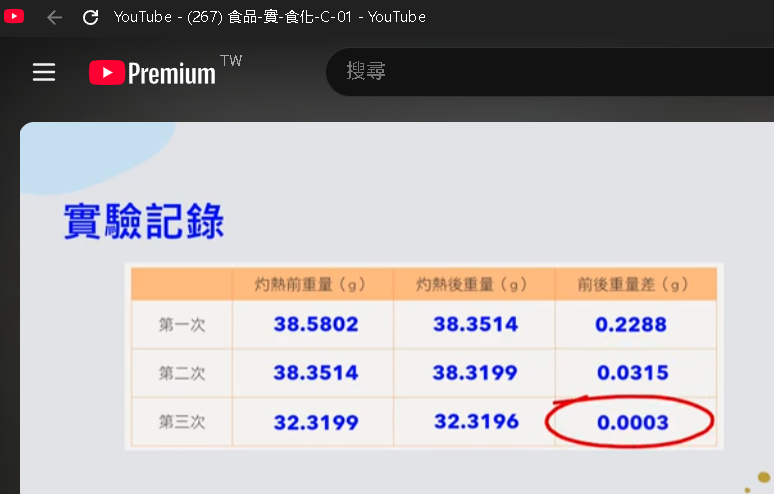 YouTube - (267) 食品-實-食化-C-01 - YouTube
Premium TW
搜尋
實驗記錄
灼熱前重量（g） 灼熱後重量（g） 前後重量差（g）
第一次 38.5802 38.3514 0.2288
第二次 38.3514 38.3199 0.0315
第三次 32.3199 32.3196 0.0003